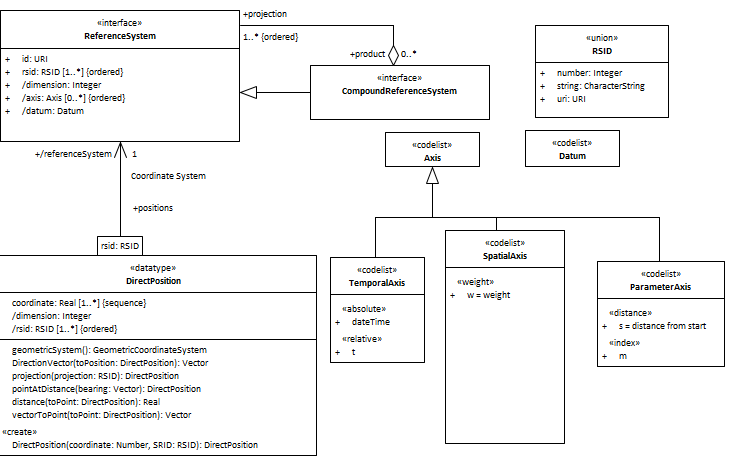 «interface»
ReferenceSystem
+ id: URI
+ rsid: RSID [1..*] {ordered}
+ /dimension: Integer
+ /axis: Axis [0..*] {ordered}
+ /datum: Datum
+projection
1..* {ordered}
+product
0..*
«interface»
CompoundReferenceSystem
«union»
RSID
+ number: Integer
+ string: CharacterString
+ uri: URI
«codelist»
Axis
«codelist»
Datum
+/referenceSystem
1
Coordinate System
+positions
rsid: RSID
«datatype»
DirectPosition
coordinate: Real [1..*] {sequence}
/dimension: Integer
/rsid: RSID [1..*] {ordered}
geometricSystem(): GeometricCoordinateSystem
DirectionVector(toPosition: DirectPosition): Vector
projection(projection: RSID): DirectPosition
pointAtDistance(bearing: Vector): DirectPosition
distance(toPoint: DirectPosition): Real
vectorToPoint(toPoint: DirectPosition): Vector
«create»
DirectPosition(coordinate: Number, SRID: RSID): DirectPosition
«codelist»
TemporalAxis
«absolute»
+ dateTime
«relative»
+ t
«codelist»
SpatialAxis
«weight»
+ w = weight
«codelist»
ParameterAxis
«distance»
+ s = distance from start
«index»
+ m